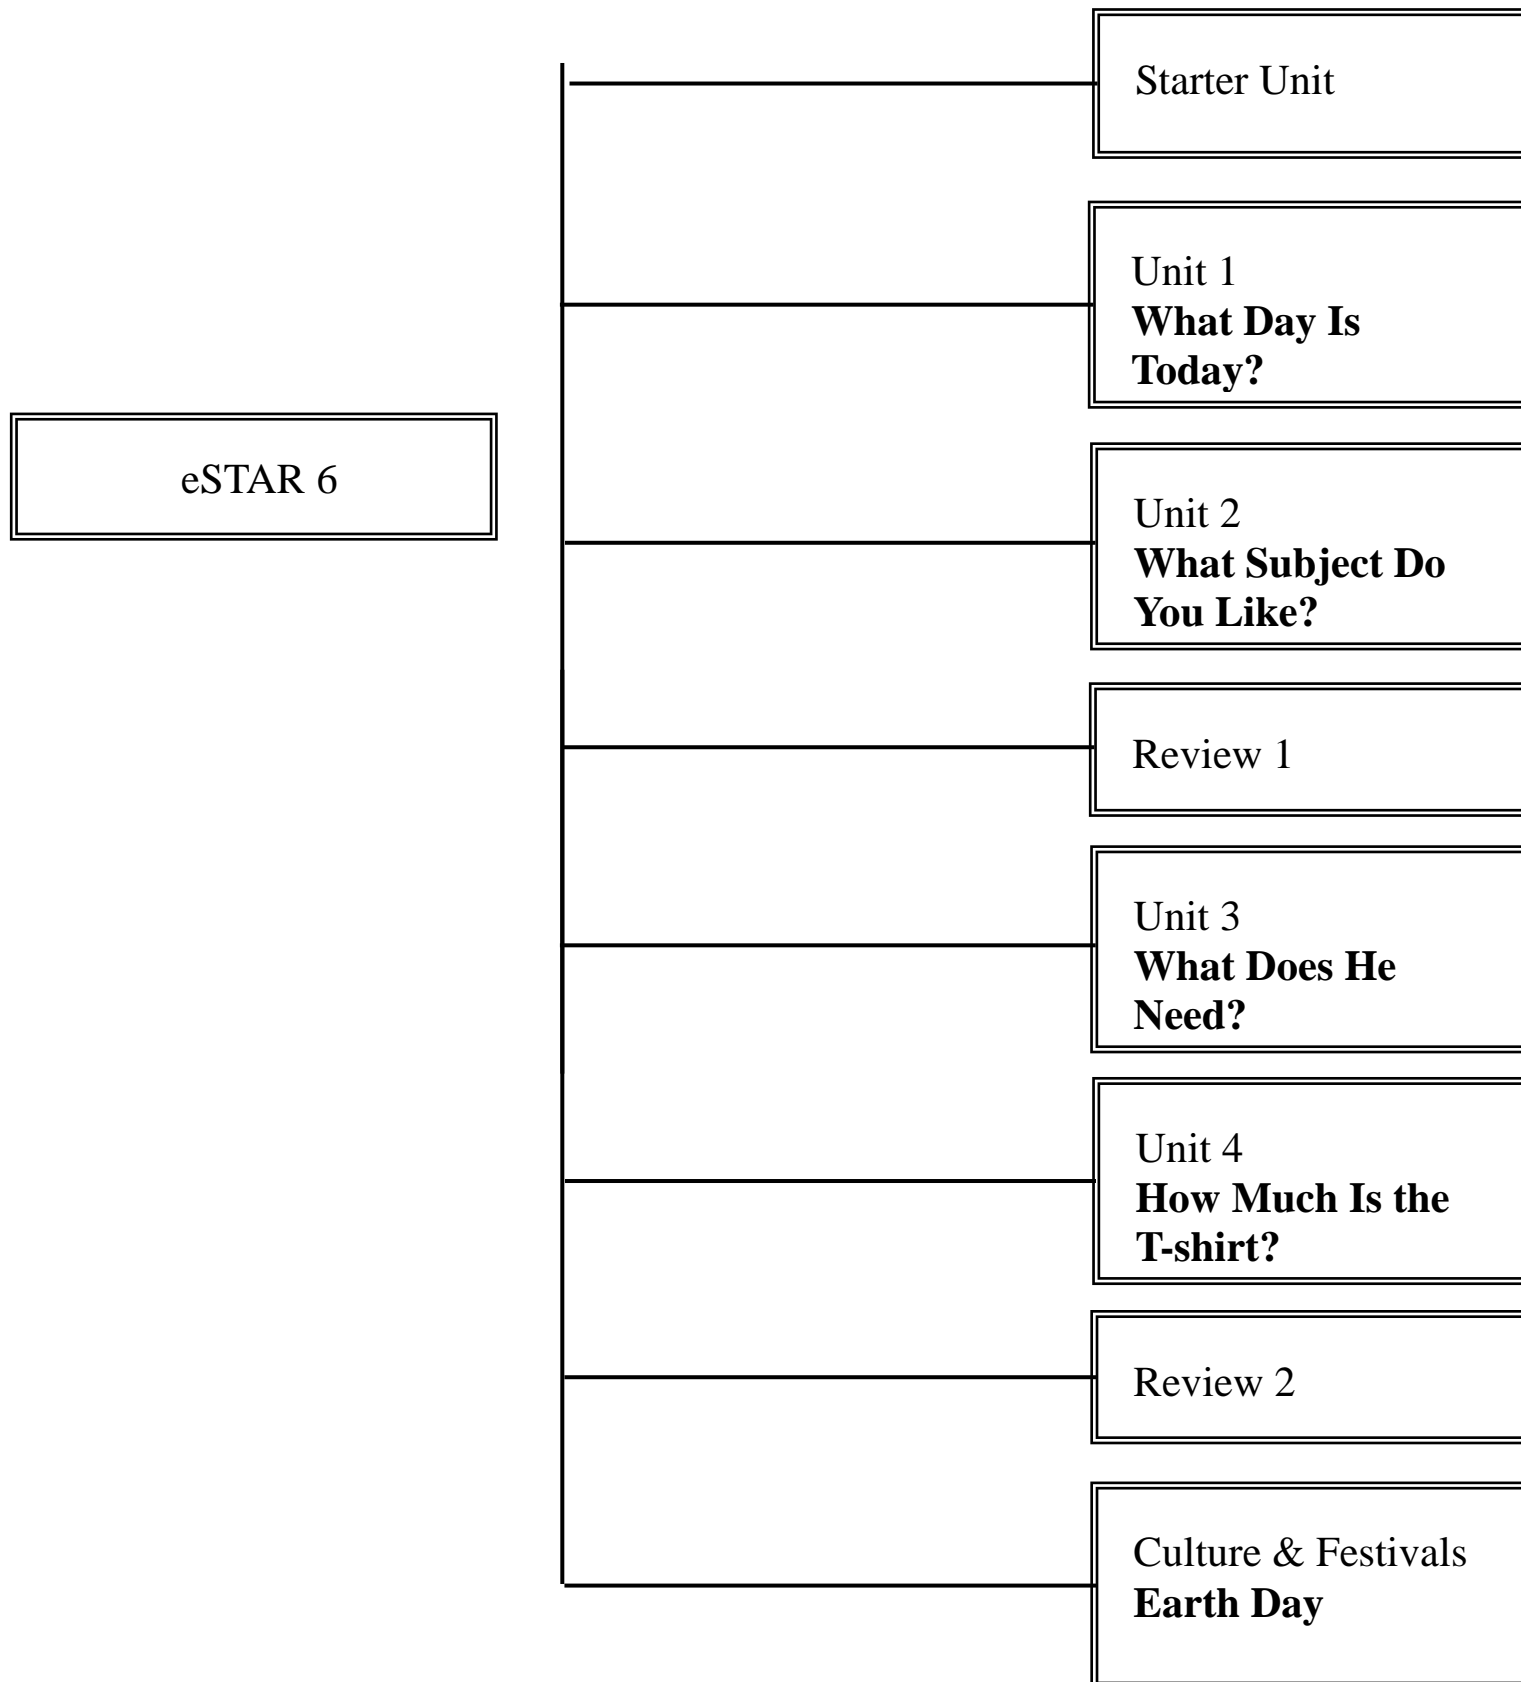 eSTAR 6
Starter Unit
Unit 1
What Day Is
Today?
Unit 2
What Subject Do
You Like?
Review 1
Unit 3
What Does He
Need?
Unit 4
How Much Is the
T-shirt?
Review 2
Culture & Festivals
Earth Day